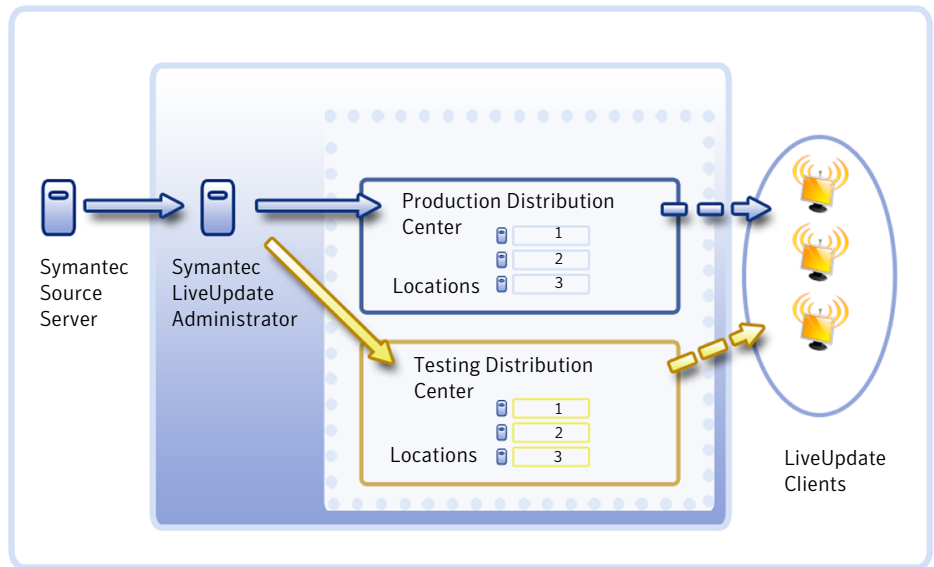 Symantec
Source
Server
Symantec
LiveUpdate
Administrator
Production Distribution
Center
1
2
Locations 3
Testing Distribution
Center
1
2
Locations 3
LiveUpdate
Clients